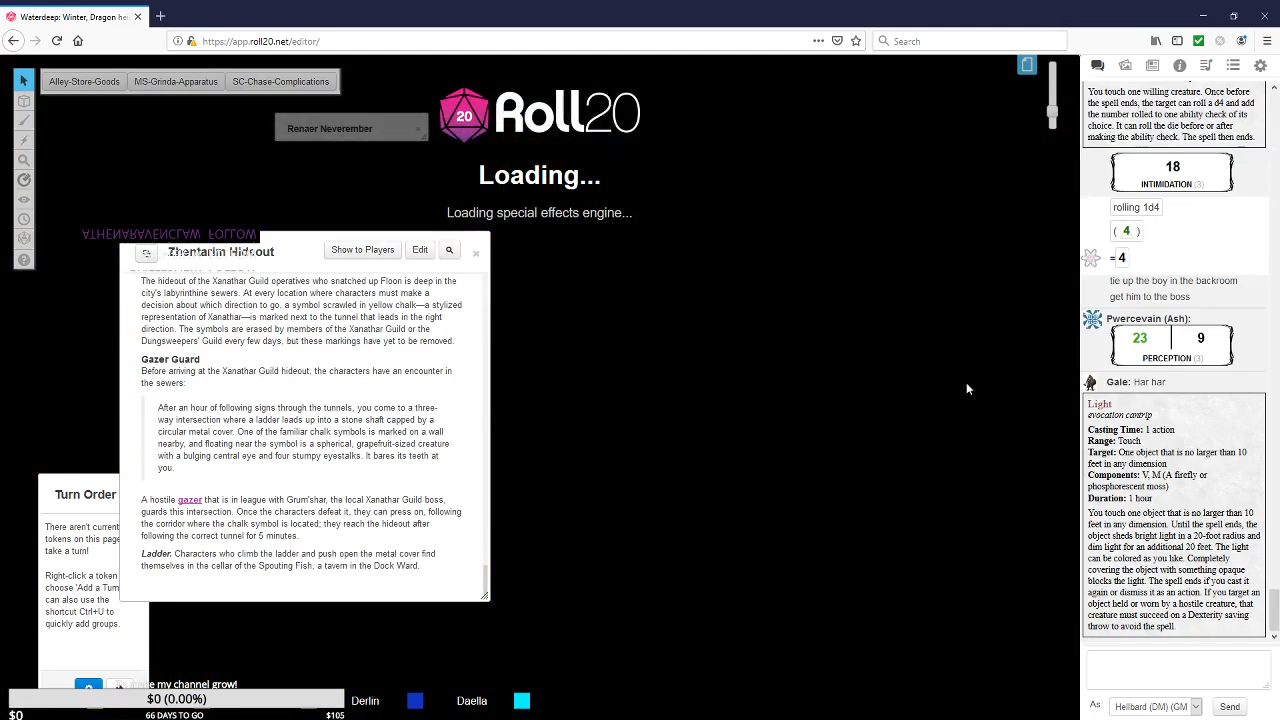 Waterdeep: Winter, Dragon hei
https://app.roll20.net/editor/
Search
Alley-Store-Goods
MS-Grinda-Apparatus
SC-Chase-Complications
Renaer Neverember
20
Roll20
Loading...
Loading special effects engine...
ATHENARAVENCLAW FOLLOW
Zhentarim Hideout
Show to Players
Edit
The hideout of the Xanathar Guild operatives who snatched up Floon is deep in the
city's labyrinthine sewers. At every location where characters must make a
decision about which direction to go, a symbol scrawled in yellow chalk—a stylized
representation of Xanathar—is marked next to the tunnel that leads in the right
direction. The symbols are erased by members of the Xanathar Guild or the
Dungsweepers' Guild every few days, but these markings have yet to be removed.
Gazer Guard
Before arriving at the Xanathar Guild hideout, the characters have an encounter in
the sewers:
After an hour of following signs through the tunnels, you come to a three-
way intersection where a ladder leads up into a stone shaft capped by a
circular metal cover. One of the familiar chalk symbols is marked on a wall
nearby, and floating near the symbol is a spherical, grapefruit-sized creature
with a bulging central eye and four stumpy eyestalks. It bares its teeth at
you.
A hostile gazer that is in league with Grum'shar, the local Xanathar Guild boss,
guards this intersection. Once the characters defeat it, they can press on, following
the corridor where the chalk symbol is located; they reach the hideout after
following the correct tunnel for 5 minutes.
Ladder. Characters who climb the ladder and push open the metal cover find
themselves in the cellar of the Spouting Fish, a tavern in the Dock Ward.
Turn Order
There aren't current
tokens on this page
take a turn!
Right-click a token
choose 'Add a Turn
can also use the
shortcut Ctrl+U to
quickly add groups.
me my channel grow!
$0 (0.00%)
$0
66 DAYS TO GO
$105
Derlin
Daella
You touch one willing creature. Once before
the spell ends, the target can roll a d4 and add
the number rolled to one ability check of its
choice. It can roll the die before or after
making the ability check. The spell then ends.
18
INTIMIDATION (3)
rolling 1d4
( 4 )
=4
tie up the boy in the backroom
get him to the boss
Pwercevain (Ash):
23 9
PERCEPTION (3)
Gale: Har har
Light
evocation cantrip
Casting Time: 1 action
Range: Touch
Target: One object that is no larger than 10
feet in any dimension
Components: V, M (A firefly or
phosphorescent moss)
Duration: 1 hour
You touch one object that is no larger than 10
feet in any dimension. Until the spell ends, the
object sheds bright light in a 20-foot radius and
dim light for an additional 20 feet. The light
can be colored as you like. Completely
covering the object with something opaque
blocks the light. The spell ends if you cast it
again or dismiss it as an action. If you target an
object held or worn by a hostile creature, that
creature must succeed on a Dexterity saving
throw to avoid the spell.
As:
Hellbard (DM) (GM
Send